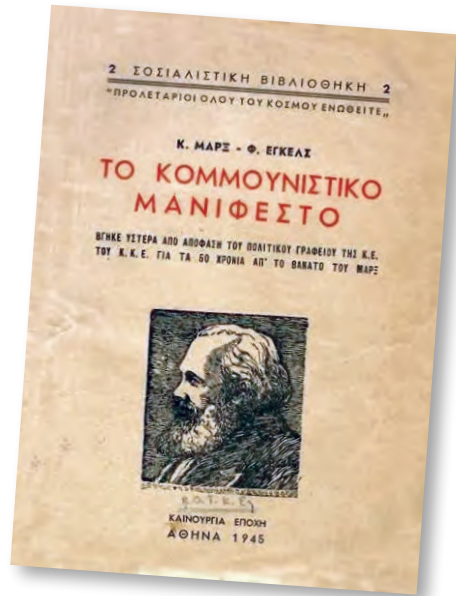 2 ΣΟΣΙΑΛΙΣΤΙΚΗ ΒΙΒΛΙΟΘΗΚΗ 2
"ΠΡΟΛΕΤΑΡΙΟΙ ΟΛΟΥ ΤΟΥ ΚΟΣΜΟΥ ΕΝΩΘΕΙΤΕ„
Κ. ΜΑΡΞ - Φ. ΕΓΚΕΛΣ
ΤΟ ΚΟΜΜΟΥΝΙΣΤΙΚΟ
ΜΑΝΙΦΕΣΤΟ
ΒΓΗΚΕ ΥΣΤΕΡΑ ΑΠΟ ΑΠΟΦΑΣΗ ΤΟΥ ΠΟΛΙΤΙΚΟΥ ΓΡΑΦΕΙΟΥ ΤΗΣ Κ.Ε.
ΤΟΥ Κ.Κ.Ε. ΓΙΑ ΤΑ 50 ΧΡΟΝΙΑ ΑΠ' ΤΟ ΘΑΝΑΤΟ ΤΟΥ ΜΑΡΞ
ΚΑΙΝΟΥΡΓΙΑ ΕΠΟΧΗ
ΑΘΗΝΑ 1945